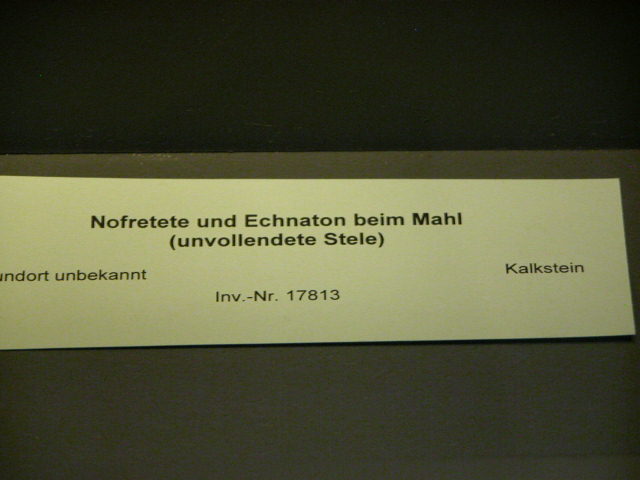 Nofretete und Echnaton beim Mahl
(unvollendete Stele)
undort unbekannt
Kalkstein
Inv.-Nr. 17813